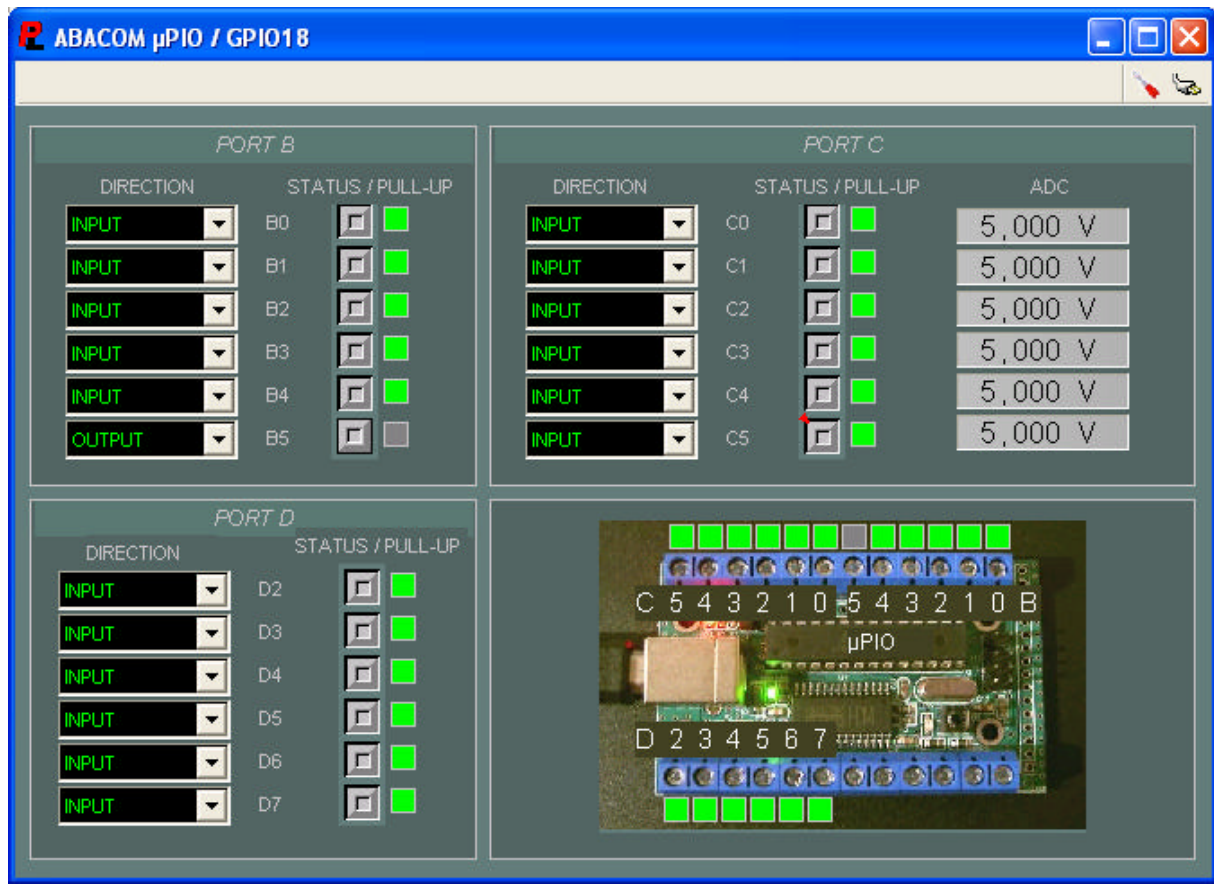 ABACOM µPIO / GPIO18
PORT B
DIRECTION STATUS / PULL-UP
INPUT B0
INPUT B1
INPUT B2
INPUT B3
INPUT B4
OUTPUT B5
PORT C
DIRECTION STATUS / PULL-UP ADC
INPUT C0 5,000 V
INPUT C1 5,000 V
INPUT C2 5,000 V
INPUT C3 5,000 V
INPUT C4 5,000 V
INPUT C5 5,000 V
PORT D
DIRECTION STATUS / PULL-UP
INPUT D2
INPUT D3
INPUT D4
INPUT D5
INPUT D6
INPUT D7
C 5 4 3 2 1 0 5 4 3 2 1 0 B
µPIO
D 2 3 4 5 6 7